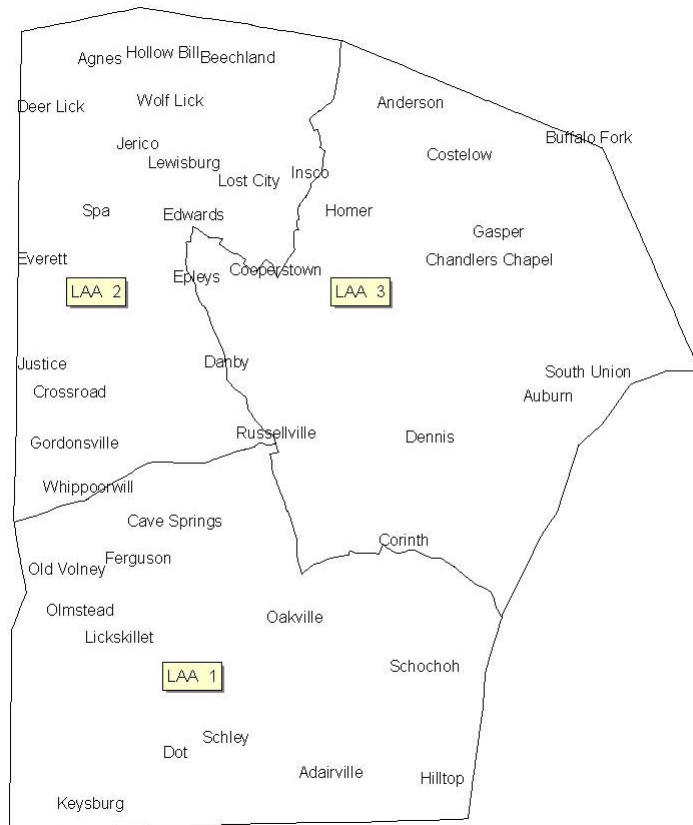 Hollow Bill
Agnes
Beechland
Wolf Lick
Anderson
Deer Lick
Buffalo Fork
Jerico
Costelow
Lewisburg
Insco
Lost City
Spa
Edwards
Homer
Gasper
Everett
Cooperstown
Chandlers Chapel
Epleys
LAA 2
LAA 3
Justice
Danby
South Union
Crossroad
Auburn
Russellville
Dennis
Gordonsville
Whippoorwill
Cave Springs
Corinth
Ferguson
Old Volney
Olmstead
Oakville
Lickskillet
Schochoh
LAA 1
Schley
Dot
Adairville
Hilltop
Keysburg